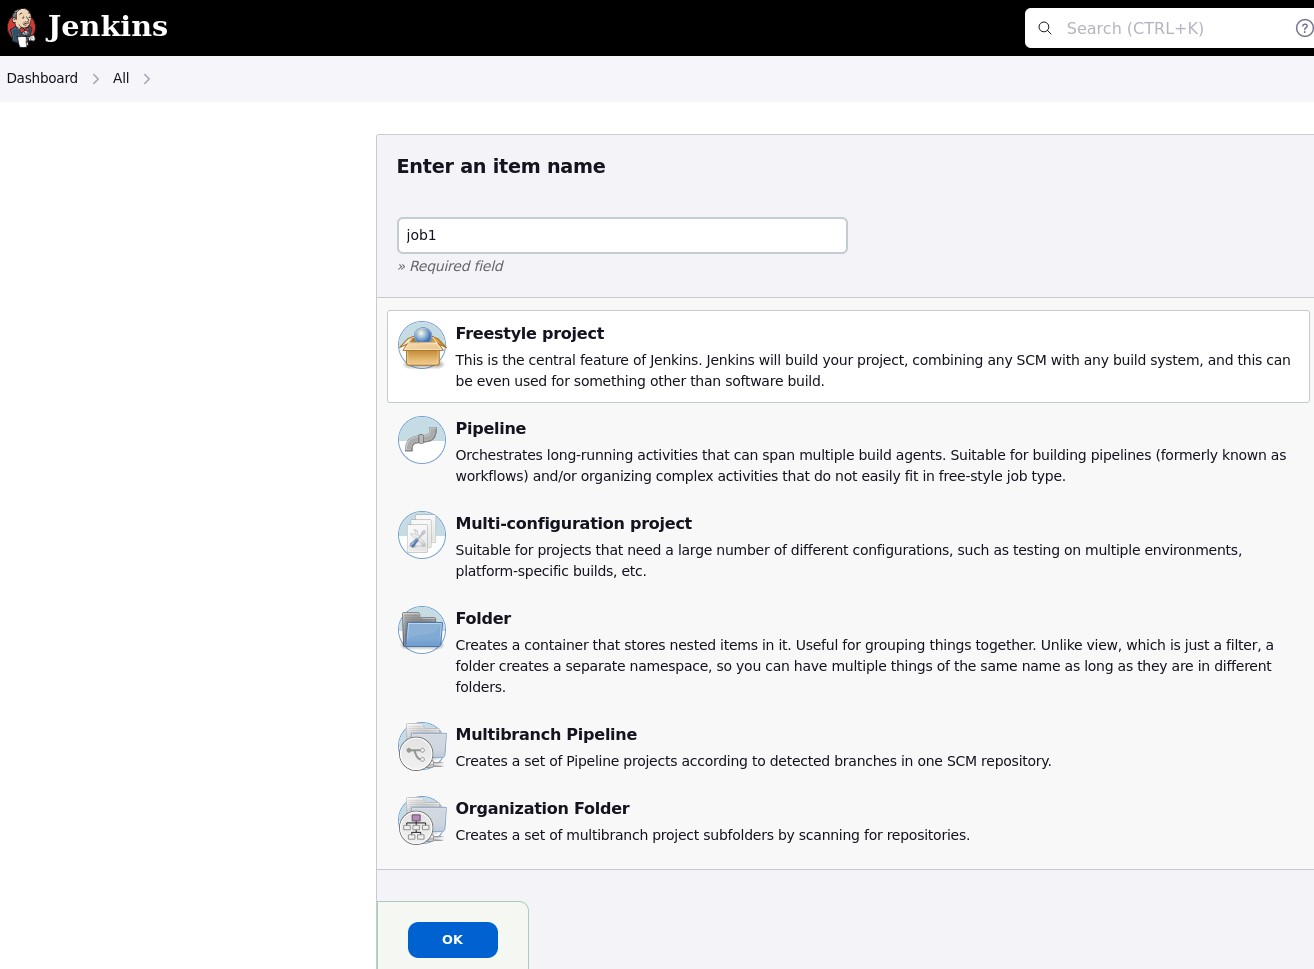 Jenkins
Search (CTRL+K)
Dashboard
All
Enter an item name
job1
» Required field
Freestyle project
This is the central feature of Jenkins. Jenkins will build your project, combining any SCM with any build system, and this can
be even used for something other than software build.
Pipeline
Orchestrates long-running activities that can span multiple build agents. Suitable for building pipelines (formerly known as
workflows) and/or organizing complex activities that do not easily fit in free-style job type.
Multi-configuration project
Suitable for projects that need a large number of different configurations, such as testing on multiple environments,
platform-specific builds, etc.
Folder
Creates a container that stores nested items in it. Useful for grouping things together. Unlike view, which is just a filter, a
folder creates a separate namespace, so you can have multiple things of the same name as long as they are in different
folders.
Multibranch Pipeline
Creates a set of Pipeline projects according to detected branches in one SCM repository.
Organization Folder
Creates a set of multibranch project subfolders by scanning for repositories.
OK